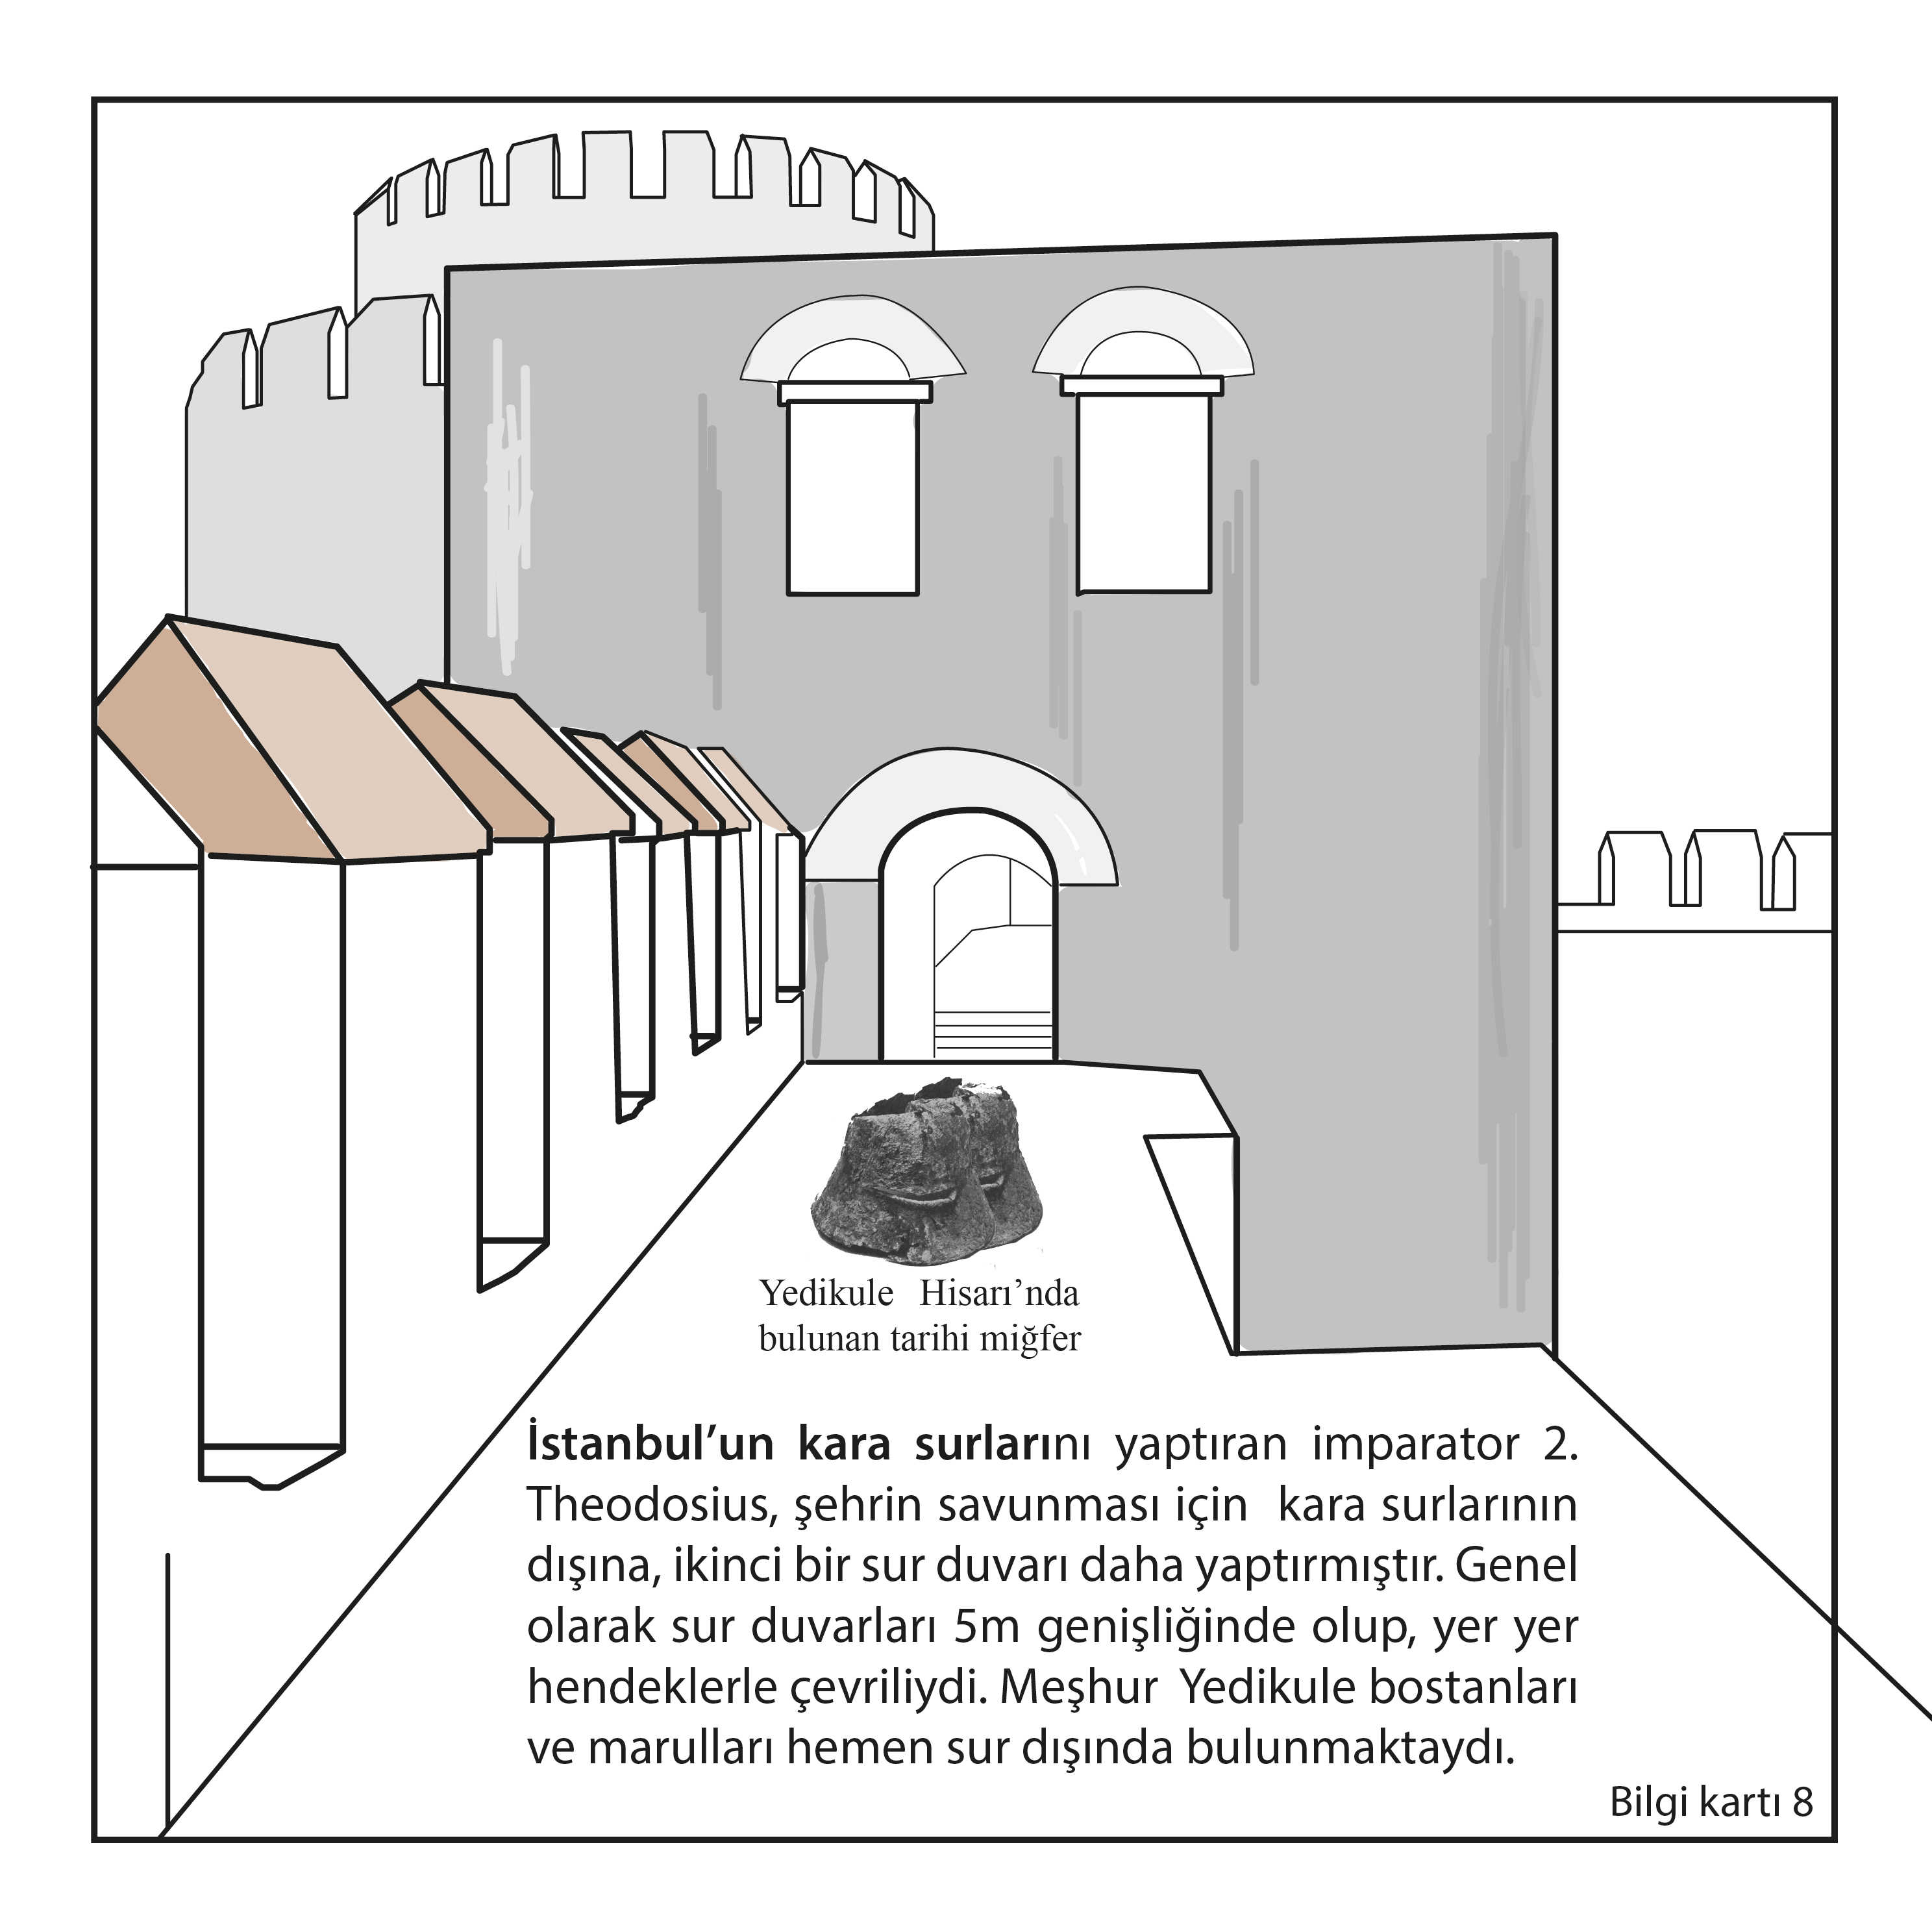 Yedikule Hisarı’nda
bulunan tarihi miğfer
İstanbul’un kara surlarını yaptıran imparator 2.
Theodosius, şehrin savunması için kara surlarının
dışına, ikinci bir sur duvarı daha yaptırmıştır. Genel
olarak sur duvarları 5m genişliğinde olup, yer yer
hendeklerle çevriliydi. Meşhur Yedikule bostanları
ve marulları hemen sur dışında bulunmaktaydı.
Bilgi kartı 8